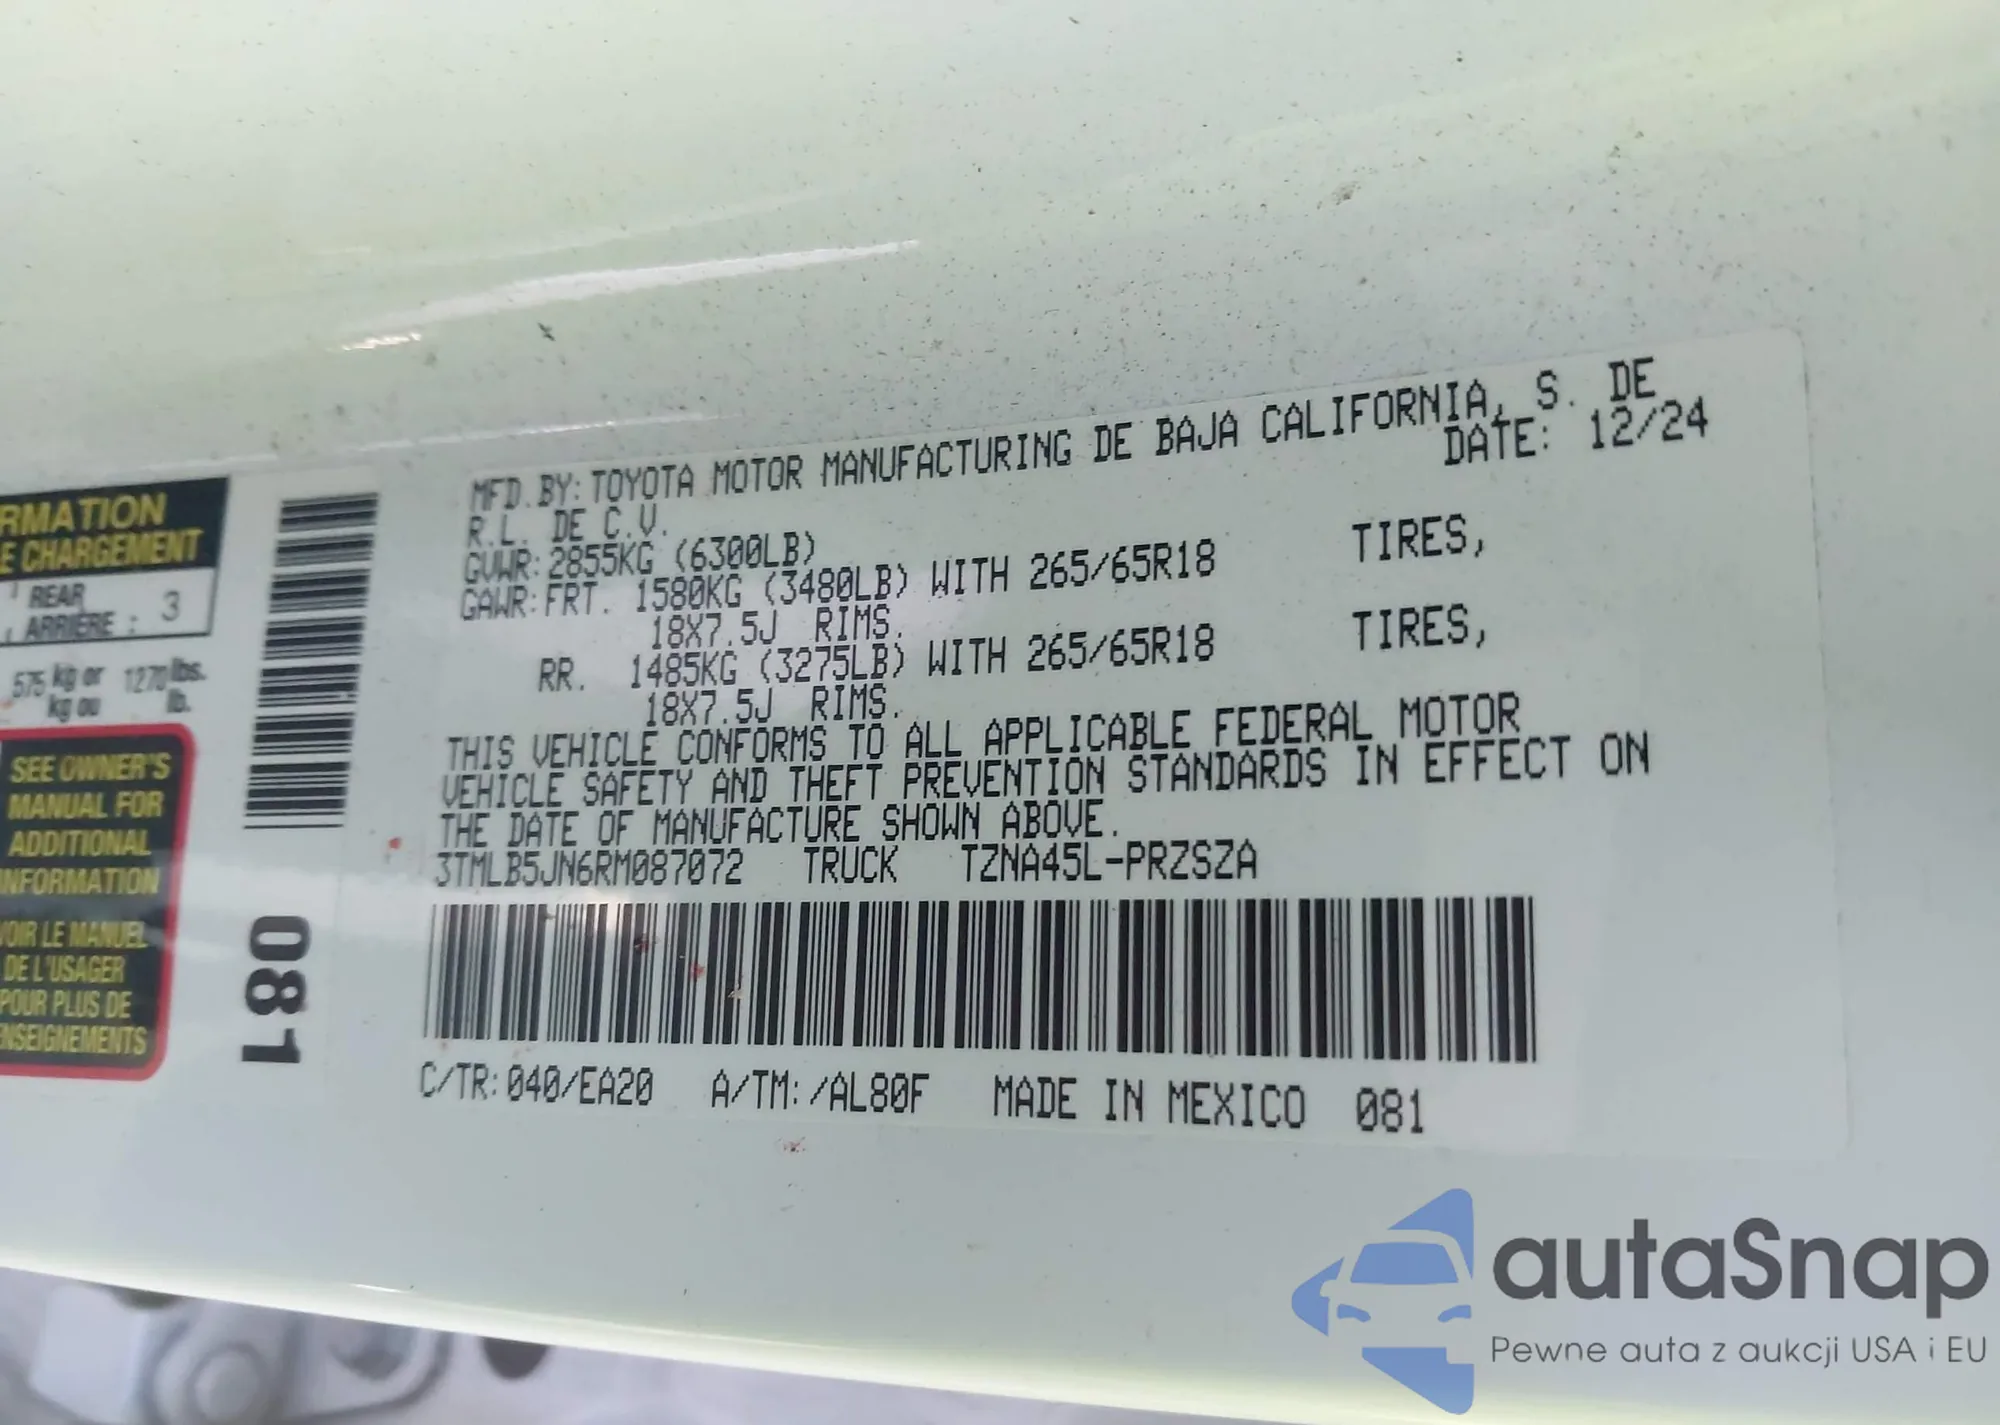 RMATION
E CHARGEMENT
REAR
ARRIÈRE : 3
575 kg or 1270 lbs.
kg ou lb.
SEE OWNER'S
MANUAL FOR
ADDITIONAL
NFORMATION
VOIR LE MANUEL
DE L'USAGER
POUR PLUS DE
ENSEIGNEMENTS
081
MFD.BY:TOYOTA MOTOR MANUFACTURING DE BAJA CALIFORNIA, S. DE
R.L. DE C.V. DATE: 12/24
GVWR:2855KG (6300LB)
GAWR:FRT. 1580KG (3480LB) WITH 265/65R18 TIRES,
18X7.5J RIMS.
RR. 1485KG (3275LB) WITH 265/65R18 TIRES,
18X7.5J RIMS.
THIS VEHICLE CONFORMS TO ALL APPLICABLE FEDERAL MOTOR
VEHICLE SAFETY AND THEFT PREVENTION STANDARDS IN EFFECT ON
THE DATE OF MANUFACTURE SHOWN ABOVE.
3TMLB5JN6RM087072 TRUCK TZNA45L-PRZSZA
C/TR:040/EA20 A/TM:/AL80F MADE IN MEXICO 081
autaSnap
Pewne auta z aukcji USA i EU